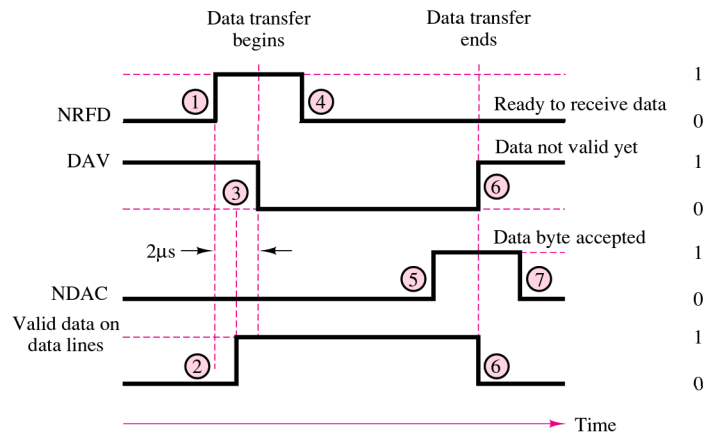 Data transfer begins
Data transfer ends
1
1
4
Ready to receive data
NRFD
0
DAV
Data not valid yet
1
3
6
0
2μs
Data byte accepted
1
5
7
NDAC
0
Valid data on
data lines
1
2
6
0
Time